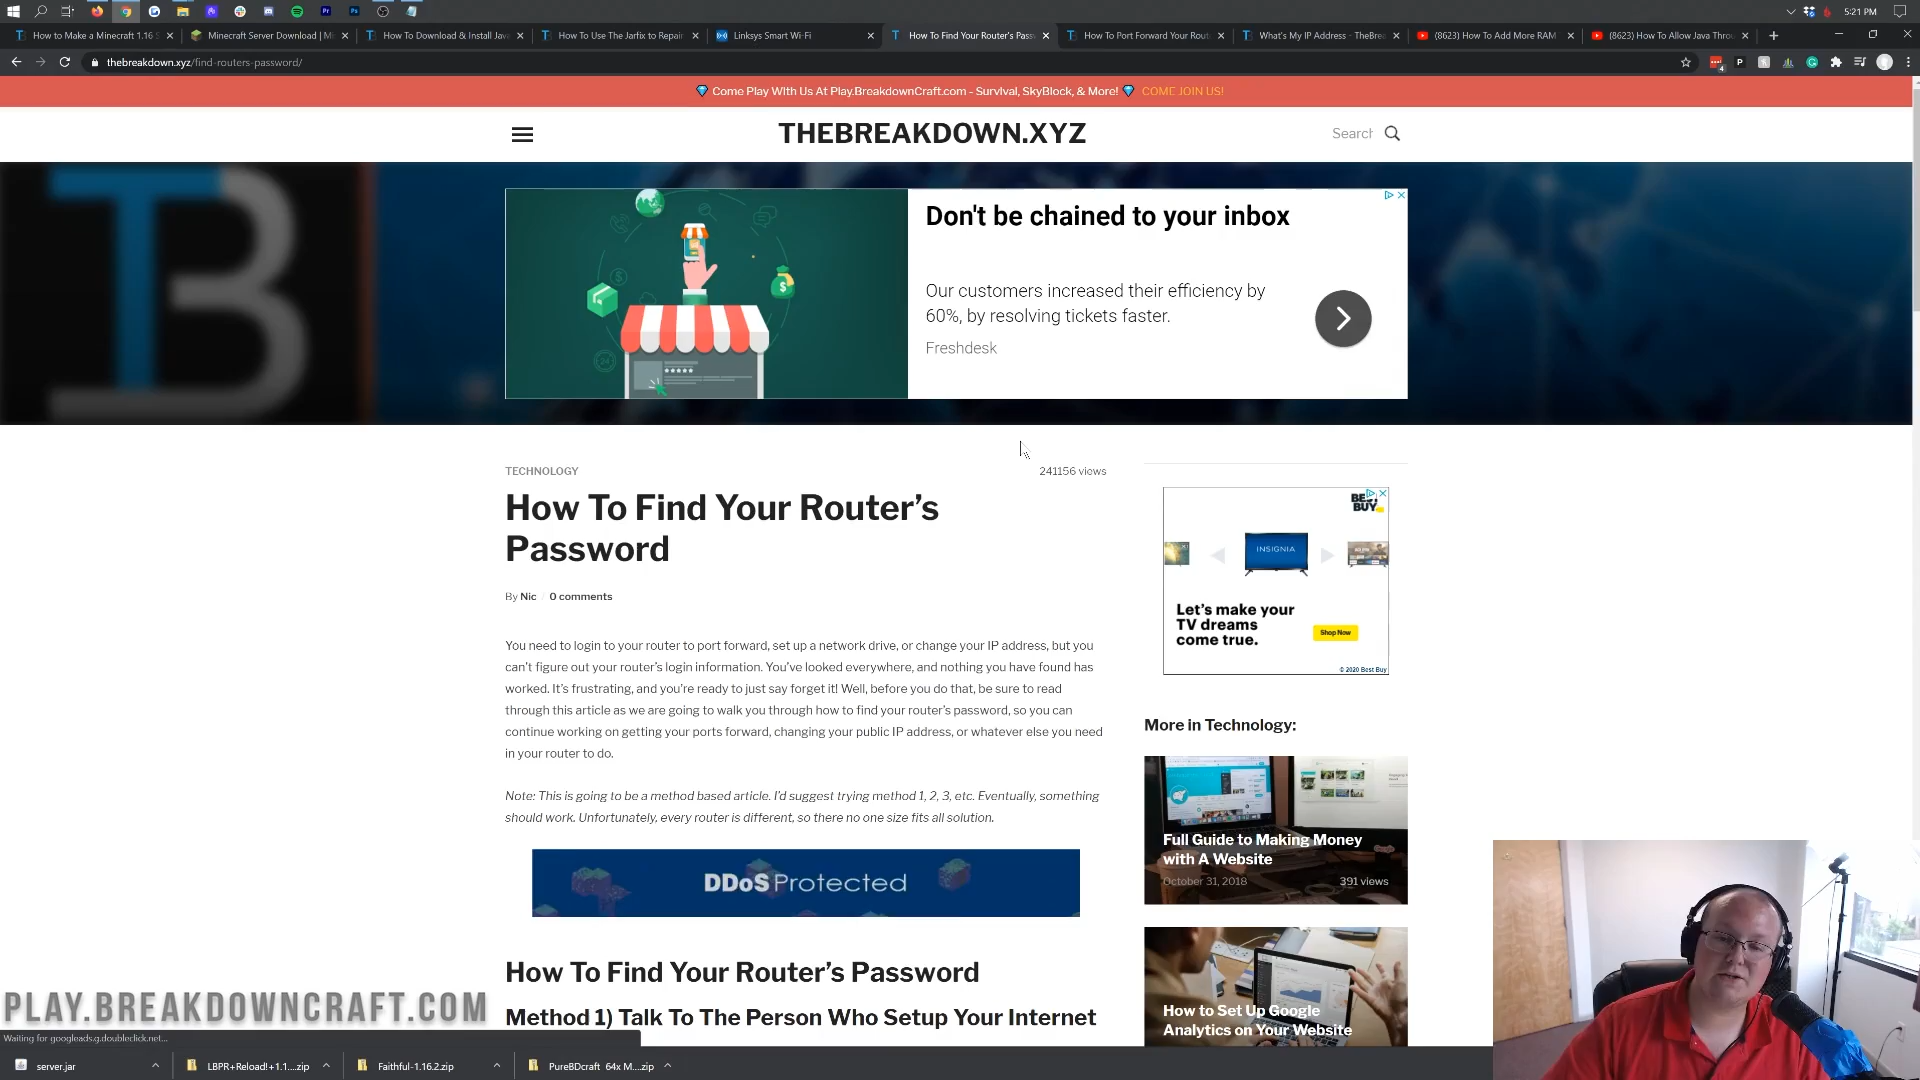 5:21 PM
How to Make a Minecraft 1.16 S
Minecraft Server Download | Mi
How To Download & Install Java
How To Use The Jarfix to Repair
Linksys Smart Wi-Fi
How To Find Your Router's Pass
How To Port Forward Your Rout
What's My IP Address - TheBrea
(8623) How To Add More RAM
(8623) How To Allow Java Throu
thebreakdown.xyz/find-routers-password/
Come Play With Us At Play.BreakdownCraft.com - Survival, SkyBlock, & More! COME JOIN US!
THEBREAKDOWN.XYZ
Search
Don't be chained to your inbox
Our customers increased their efficiency by
60%, by resolving tickets faster.
Freshdesk
TECHNOLOGY
241156 views
How To Find Your Router's
Password
By Nic / 0 comments
You need to login to your router to port forward, set up a network drive, or change your IP address, but you
can't figure out your router's login information. You've looked everywhere, and nothing you have found has
worked. It's frustrating, and you're ready to just say forget it! Well, before you do that, be sure to read
through this article as we are going to walk you through how to find your router's password, so you can
continue working on getting your ports forward, changing your public IP address, or whatever else you need
in your router to do.
Note: This is going to be a method based article. I'd suggest trying method 1, 2, 3, etc. Eventually, something
should work. Unfortunately, every router is different, so there no one size fits all solution.
DDoS Protected
How To Find Your Router's Password
Method 1) Talk To The Person Who Setup Your Internet
BEST BUY
INSIGNIA
Let's make your
TV dreams
come true.
Shop Now
© 2020 Best Buy
More in Technology:
Full Guide to Making Money
with A Website
October 31, 2018
391 views
How to Set Up Google
Analytics on Your Website
PLAY.BREAKDOWNCRAFT.COM
Waiting for googleads.g.doubleclick.net...
server.jar
LBPR+Reload!+1.1....zip
Faithful-1.16.2.zip
PureBDcraft 64x M....zip